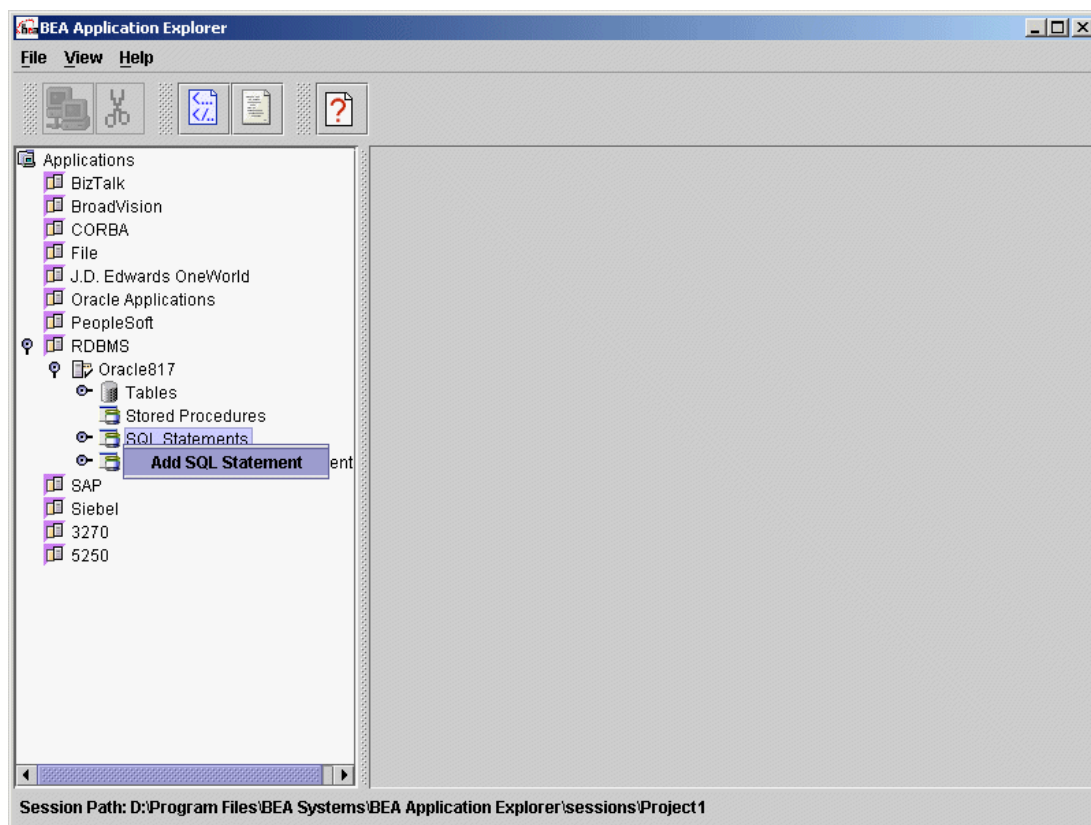 BEA Application Explorer
File View Help
Applications
BizTalk
BroadVision
CORBA
File
J.D. Edwards OneWorld
Oracle Applications
PeopleSoft
RDBMS
Oracle817
Tables
Stored Procedures
SQL Statements
Add SQL Statement
ent
SAP
Siebel
3270
5250
Session Path: D:\Program Files\BEA Systems\BEA Application Explorer\sessions\Project1